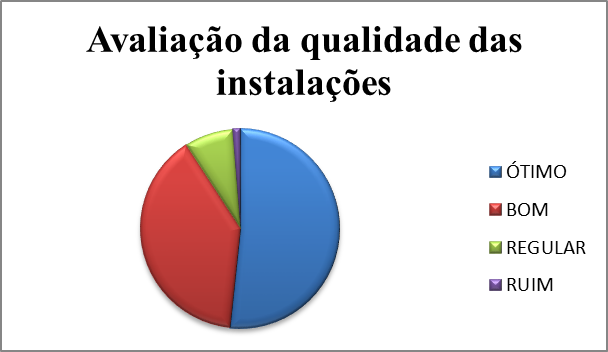 Avaliação da qualidade das
instalações
ÓTIMO
BOM
REGULAR
RUIM